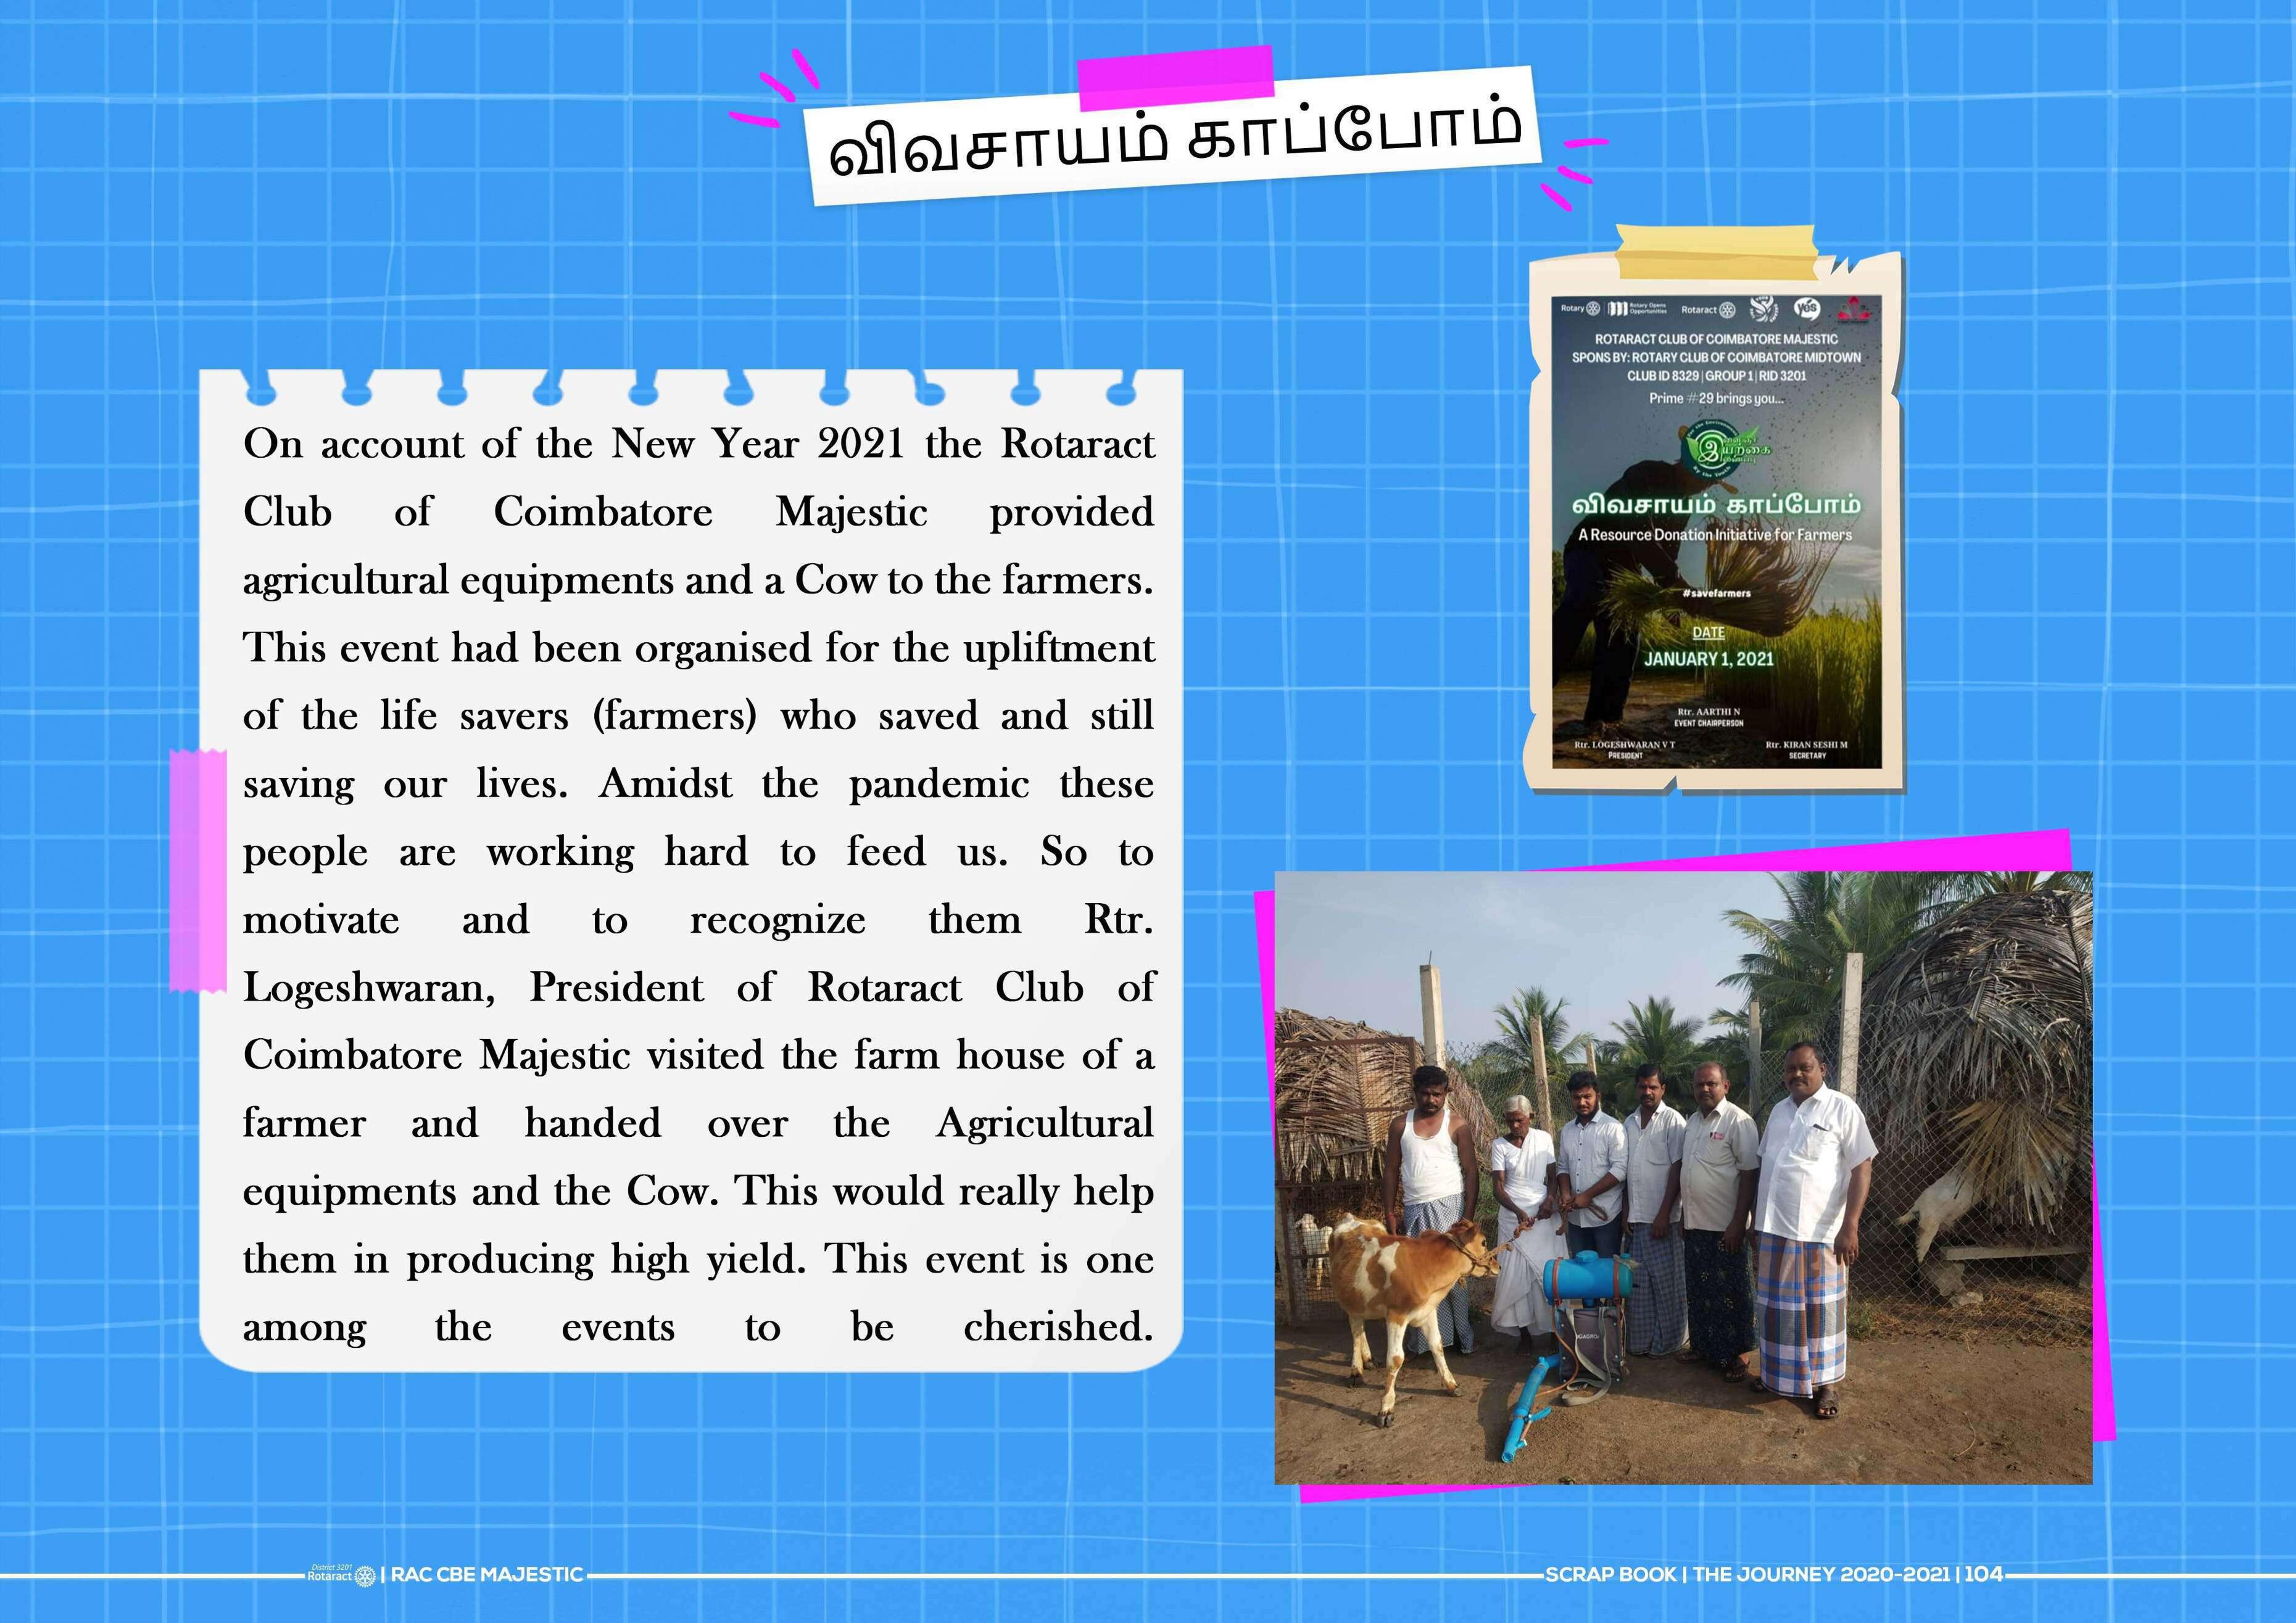 விவசாயம் காப்போம்
On account of the New Year 2021 the Rotaract
Club of Coimbatore Majestic provided
agricultural equipments and a Cow to the farmers.
This event had been organised for the upliftment
of the life savers (farmers) who saved and still
saving our lives. Amidst the pandemic these
people are working hard to feed us. So to
motivate and to recognize them Rtr.
Logeshwaran, President of Rotaract Club of
Coimbatore Majestic visited the farm house of a
farmer and handed over the Agricultural
equipments and the Cow. This would really help
them in producing high yield. This event is one
among the events to be cherished.
Rotary Rotary Opens Opportunities Rotaract yes
ROTARACT CLUB OF COIMBATORE MAJESTIC
SPONS BY: ROTARY CLUB OF COIMBATORE MIDTOWN
CLUB ID 8329 | GROUP 1 | RID 3201
Prime #29 brings you...
For the Environment
இயற்கை
By the Youth
விவசாயம் காப்போம்
A Resource Donation Initiative for Farmers
#savefarmers
DATE
JANUARY 1, 2021
Rtr. AARTHI N
EVENT CHAIRPERSON
Rtr. LOGESHWARAN V T
PRESIDENT
Rtr. KIRAN SESHI M
SECRETARY
District 3201
Rotaract | RAC CBE MAJESTIC
SCRAP BOOK | THE JOURNEY 2020-2021 | 104